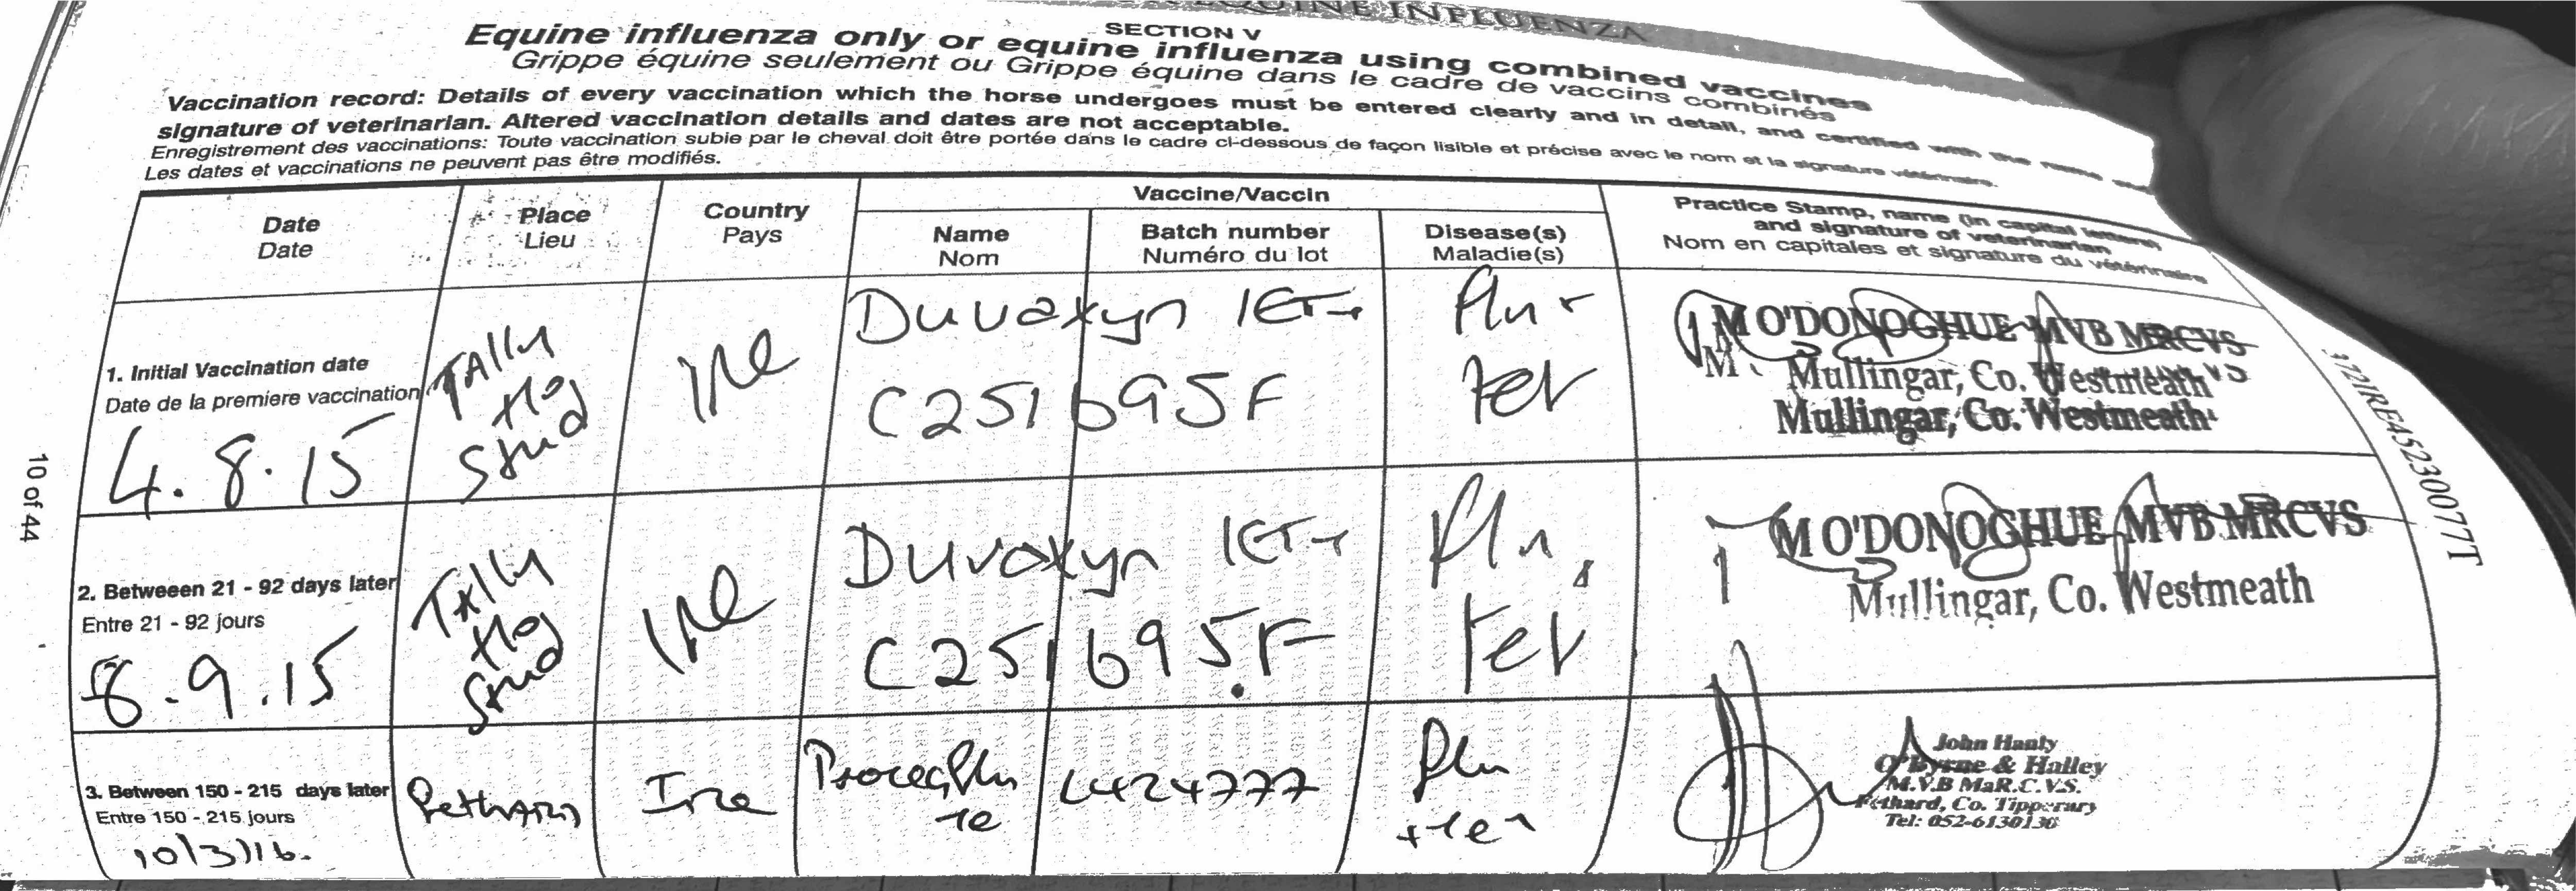 EQUINE INFLUENZA
SECTION V
Equine influenza only or equine influenza using combined vaccines
Grippe équine seulement ou Grippe équine dans le cadre de vaccins combinés
Vaccination record: Details of every vaccination which the horse undergoes must be entered clearly and in detail, and certified with the name and
signature of veterinarian. Altered vaccination details and dates are not acceptable.
Enregistrement des vaccinations: Toute vaccination subie par le cheval doit être portée dans le cadre ci-dessous de façon lisible et précise avec le nom et la signature vétérinaire.
Les dates et vaccinations ne peuvent pas être modifiés.
Date
Date
Place
Lieu
Country
Pays
Vaccine/Vaccin
Name
Nom
Batch number
Numéro du lot
Disease(s)
Maladie(s)
Practice Stamp, name (in capital letters)
and signature of veterinarian
Nom en capitales et signature du vétérinaire
1. Initial Vaccination date
Date de la premiere vaccination
4.8.15
TAlly
Ho
Stud
IRe
Duvaxyn IET+
C251695F
Flu +
Tet
M O'DONOGHUE MVB MRCVS
Mullingar, Co. Westmeath
Mullingar, Co. Westmeath
2. Betweeen 21 - 92 days later
Entre 21 - 92 jours
8.9.15
TAlly
Ho
Stud
IRe
Duvaxyn IET+
C251695F
Flu &
Tet
M O'DONOGHUE MVB MRCVS
Mullingar, Co. Westmeath
3. Between 150 - 215 days later
Entre 150 - 215 jours
10/3/16.
Fethard
Ire
Proteqflu
Te
L424777
Flu
+Tet
John Hanly
O'Byrne & Halley
M.V.B MaR.C.V.S.
Fethard, Co. Tipperary
Tel: 052-6130130
10 of 44
372IRE45230077T